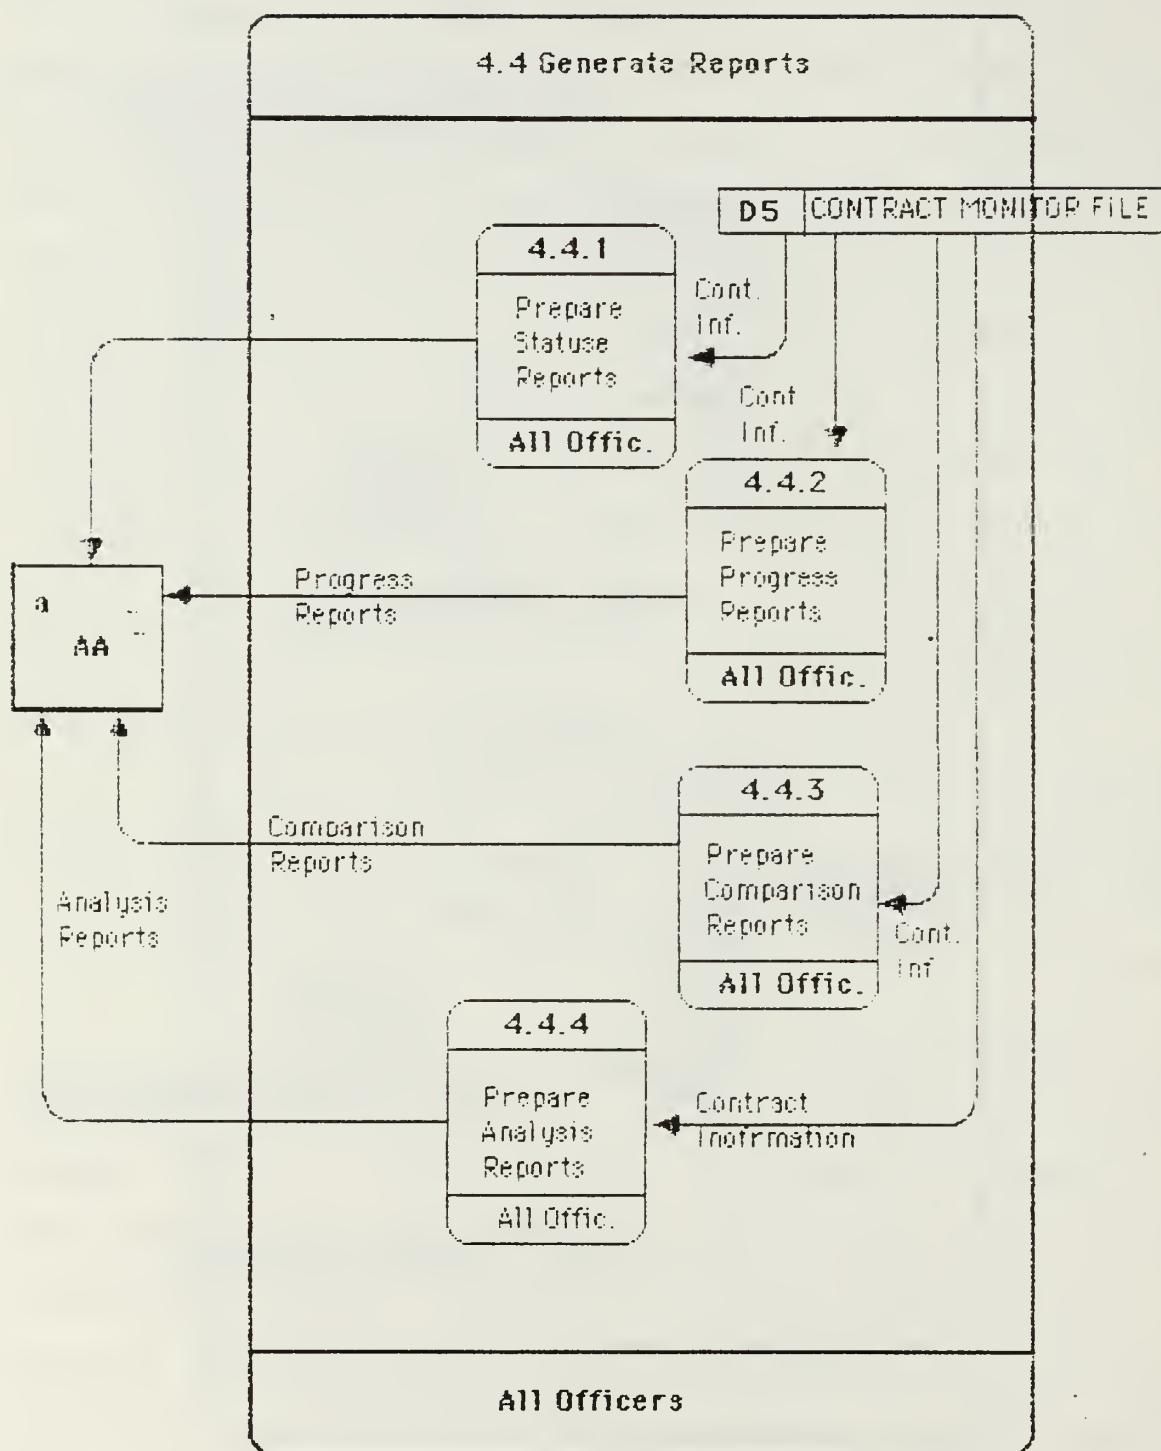 4.4 Generate Reports
D5 CONTRACT MONITOR FILE
4.4.1
Prepare
Statuse
Reports
All Offic.
Cont.
Inf.
Cont
Inf.
4.4.2
Prepare
Progress
Reports
All Offic.
Progress
Reports
a
AA
4.4.3
Prepare
Comparison
Reports
All Offic.
Comparison
Reports
Cont.
Inf
Analysis
Reports
4.4.4
Prepare
Analysis
Reports
All Offic.
Contract
Inofrmation
All Officers